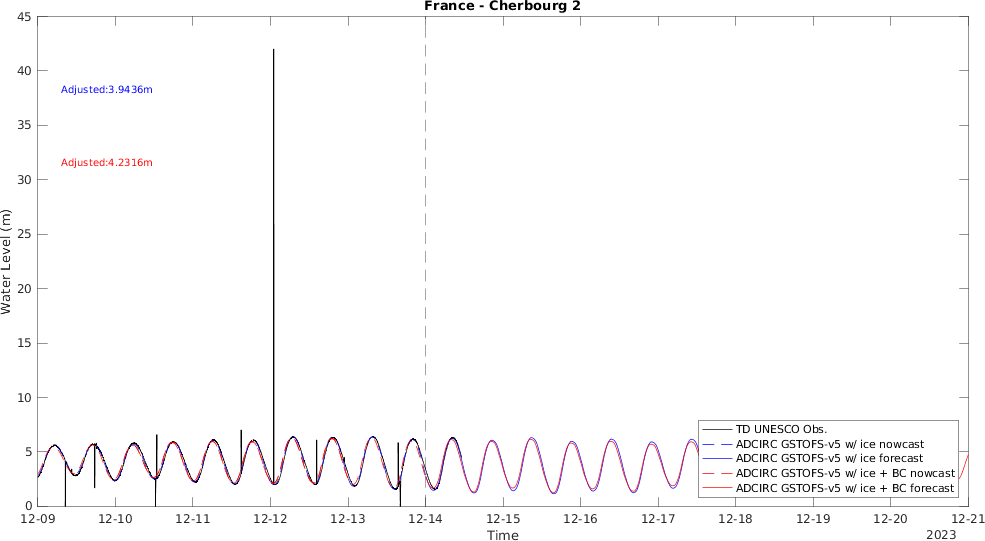 France - Cherbourg 2
45
40
35
30
25
20
15
10
5
0
Water Level (m)
Adjusted:3.9436m
Adjusted:4.2316m
TD UNESCO Obs.
ADCIRC GSTOFS-v5 w/ ice nowcast
ADCIRC GSTOFS-v5 w/ ice forecast
ADCIRC GSTOFS-v5 w/ ice + BC nowcast
ADCIRC GSTOFS-v5 w/ ice + BC forecast
12-09 12-10 12-11 12-12 12-13 12-14 12-15 12-16 12-17 12-18 12-19 12-20 12-21
Time
2023